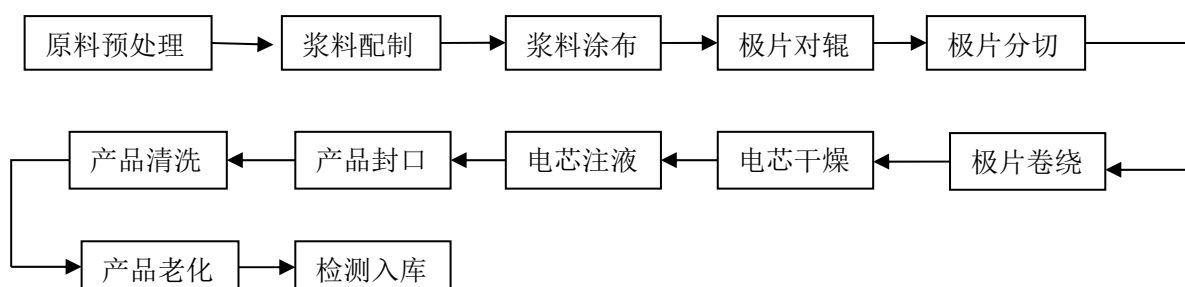 原料预处理 浆料配制 浆料涂布 极片对辊 极片分切
产品清洗 产品封口 电芯注液 电芯干燥 极片卷绕
产品老化 检测入库